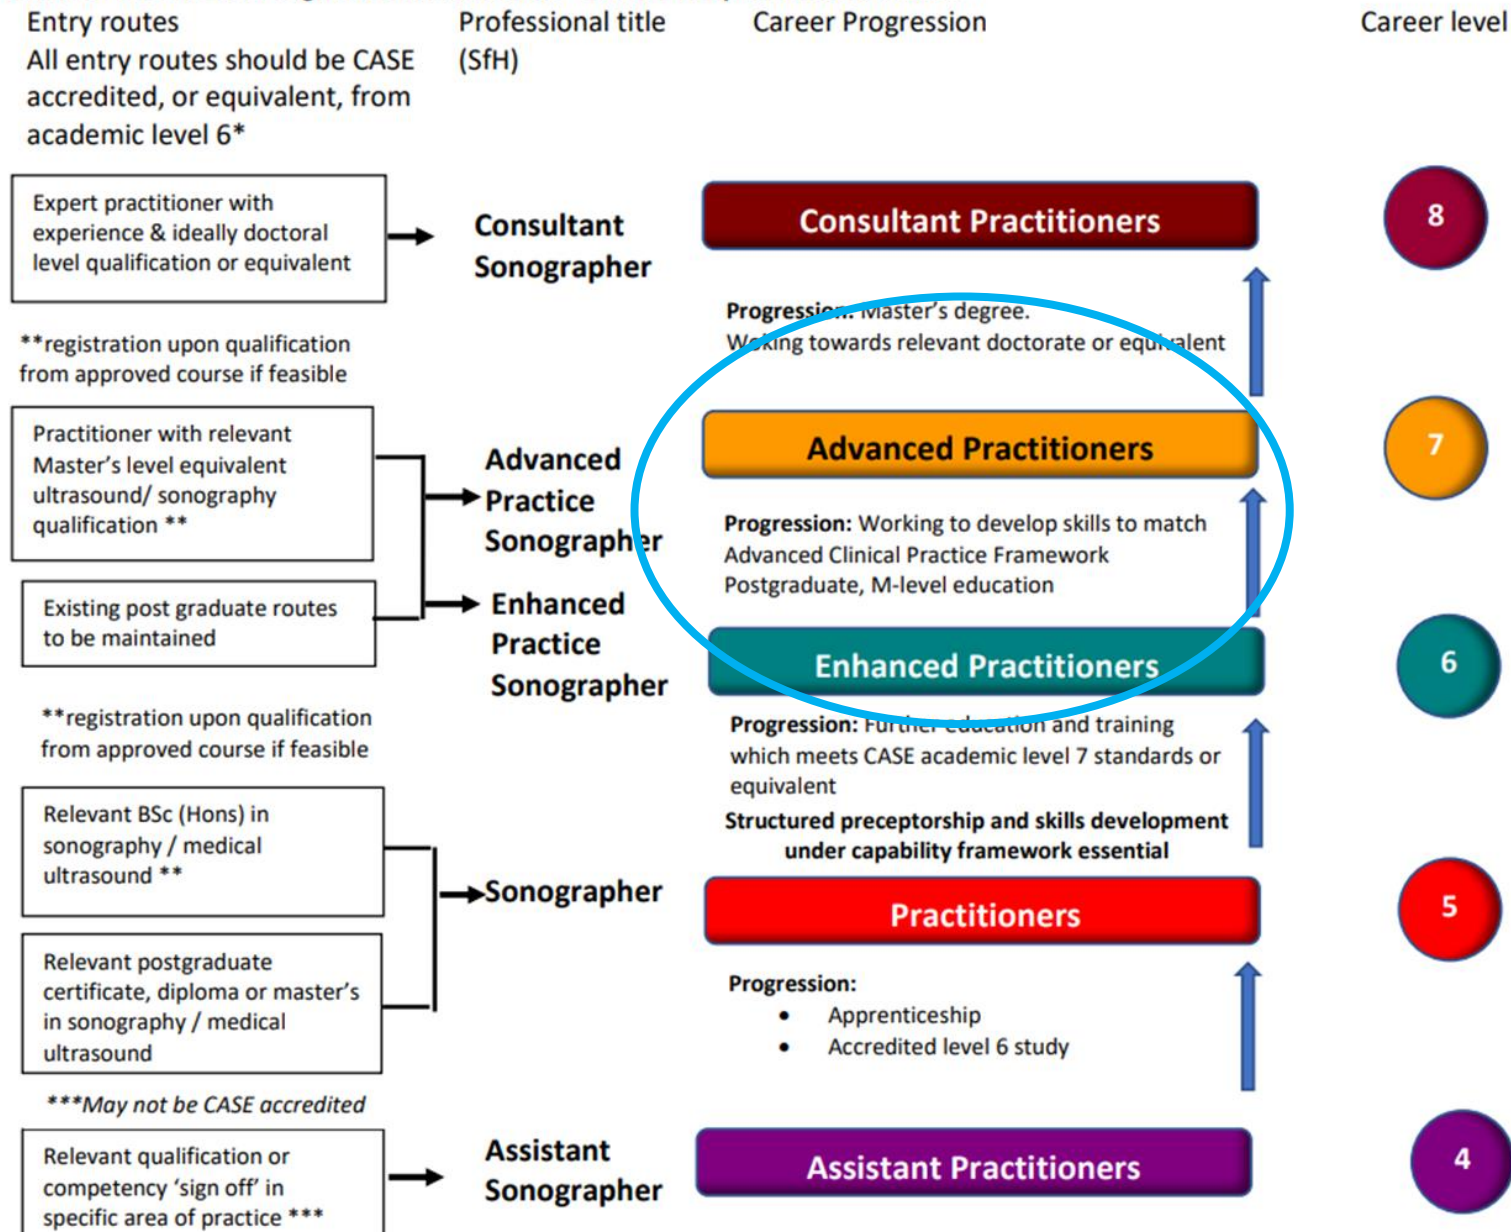 Entry routes
All entry routes should be CASE
accredited, or equivalent, from
academic level 6*
Professional title
(SfH)
Career Progression
Career level
Expert practitioner with
experience & ideally doctoral
level qualification or equivalent
Consultant
Sonographer
Consultant Practitioners
8
**registration upon qualification
from approved course if feasible
Progression: Master's degree.
Woking towards relevant doctorate or equivalent
Practitioner with relevant
Master's level equivalent
ultrasound/ sonography
qualification **
Advanced
Practice
Sonographer
Advanced Practitioners
7
Progression: Working to develop skills to match
Advanced Clinical Practice Framework
Postgraduate, M-level education
Existing post graduate routes
to be maintained
Enhanced
Practice
Sonographer
Enhanced Practitioners
6
**registration upon qualification
from approved course if feasible
Progression: Further education and training
which meets CASE academic level 7 standards or
equivalent
Structured preceptorship and skills development
under capability framework essential
Relevant BSc (Hons) in
sonography / medical
ultrasound **
Sonographer
Practitioners
5
Relevant postgraduate
certificate, diploma or master's
in sonography / medical
ultrasound
Progression:
• Apprenticeship
• Accredited level 6 study
***May not be CASE accredited
Relevant qualification or
competency 'sign off' in
specific area of practice ***
Assistant
Sonographer
Assistant Practitioners
4